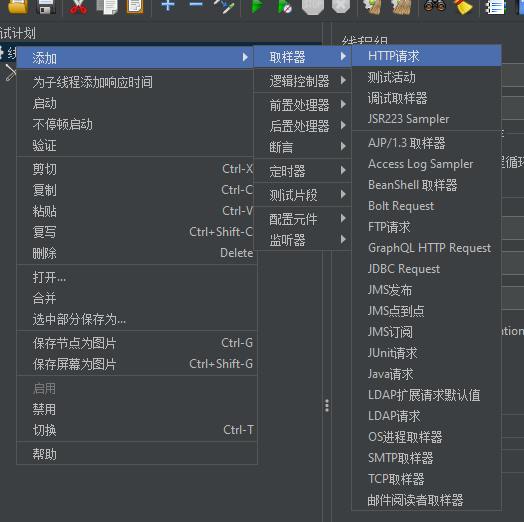 STOP
试计划
线程组
线
添加
为子线程添加响应时间
启动
不停顿启动
验证
剪切 Ctrl-X
复制 Ctrl-C
粘贴 Ctrl-V
复写 Ctrl+Shift-C
删除 Delete
打开...
合并
选中部分保存为...
保存节点为图片 Ctrl-G
保存屏幕为图片 Ctrl+Shift-G
启用
禁用
切换 Ctrl-T
帮助
取样器
逻辑控制器
前置处理器
后置处理器
断言
定时器
测试片段
配置元件
监听器
HTTP请求
测试活动
调试取样器
JSR223 Sampler
AJP/1.3 取样器
Access Log Sampler
BeanShell 取样器
Bolt Request
FTP请求
GraphQL HTTP Request
JDBC Request
JMS发布
JMS点到点
JMS订阅
JUnit请求
Java请求
LDAP扩展请求默认值
LDAP请求
OS进程取样器
SMTP取样器
TCP取样器
邮件阅读者取样器
程循环
ation